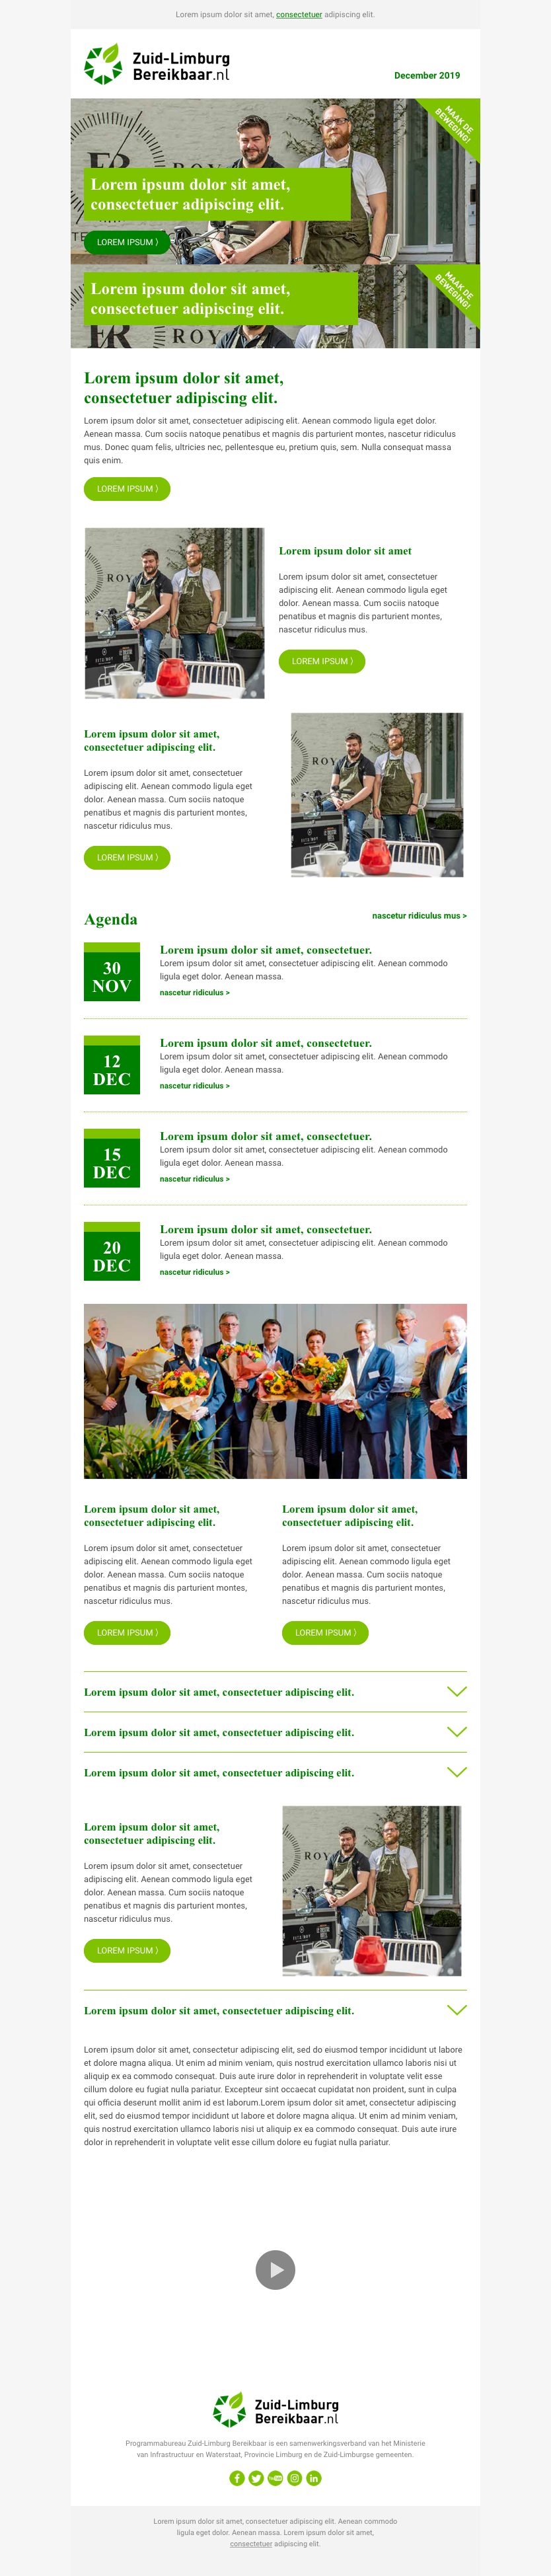 Lorem ipsum dolor sit amet, consectetuer adipiscing elit.
Zuid-Limburg
Bereikbaar.nl
December 2019
MAAK DE
BEWEGING!
Lorem ipsum dolor sit amet,
consectetuer adipiscing elit.
LOREM IPSUM 〉
MAAK DE
BEWEGING!
Lorem ipsum dolor sit amet,
consectetuer adipiscing elit.
ROY
Lorem ipsum dolor sit amet,
consectetuer adipiscing elit.
Lorem ipsum dolor sit amet, consectetuer adipiscing elit. Aenean commodo ligula eget dolor.
Aenean massa. Cum sociis natoque penatibus et magnis dis parturient montes, nascetur ridiculus
mus. Donec quam felis, ultricies nec, pellentesque eu, pretium quis, sem. Nulla consequat massa
quis enim.
LOREM IPSUM 〉
ROY
Lorem ipsum dolor sit amet
Lorem ipsum dolor sit amet, consectetuer
adipiscing elit. Aenean commodo ligula eget
dolor. Aenean massa. Cum sociis natoque
penatibus et magnis dis parturient montes,
nascetur ridiculus mus.
LOREM IPSUM 〉
Lorem ipsum dolor sit amet,
consectetuer adipiscing elit.
Lorem ipsum dolor sit amet, consectetuer
adipiscing elit. Aenean commodo ligula eget
dolor. Aenean massa. Cum sociis natoque
penatibus et magnis dis parturient montes,
nascetur ridiculus mus.
LOREM IPSUM 〉
ROY
Agenda
nascetur ridiculus mus >
30
NOV
Lorem ipsum dolor sit amet, consectetuer.
Lorem ipsum dolor sit amet, consectetuer adipiscing elit. Aenean commodo
ligula eget dolor. Aenean massa.
nascetur ridiculus >
12
DEC
Lorem ipsum dolor sit amet, consectetuer.
Lorem ipsum dolor sit amet, consectetuer adipiscing elit. Aenean commodo
ligula eget dolor. Aenean massa.
nascetur ridiculus >
15
DEC
Lorem ipsum dolor sit amet, consectetuer.
Lorem ipsum dolor sit amet, consectetuer adipiscing elit. Aenean commodo
ligula eget dolor. Aenean massa.
nascetur ridiculus >
20
DEC
Lorem ipsum dolor sit amet, consectetuer.
Lorem ipsum dolor sit amet, consectetuer adipiscing elit. Aenean commodo
ligula eget dolor. Aenean massa.
nascetur ridiculus >
Lorem ipsum dolor sit amet,
consectetuer adipiscing elit.
Lorem ipsum dolor sit amet, consectetuer
adipiscing elit. Aenean commodo ligula eget
dolor. Aenean massa. Cum sociis natoque
penatibus et magnis dis parturient montes,
nascetur ridiculus mus.
LOREM IPSUM 〉
Lorem ipsum dolor sit amet,
consectetuer adipiscing elit.
Lorem ipsum dolor sit amet, consectetuer
adipiscing elit. Aenean commodo ligula eget
dolor. Aenean massa. Cum sociis natoque
penatibus et magnis dis parturient montes,
nascetur ridiculus mus.
LOREM IPSUM 〉
Lorem ipsum dolor sit amet, consectetuer adipiscing elit.
Lorem ipsum dolor sit amet, consectetuer adipiscing elit.
Lorem ipsum dolor sit amet, consectetuer adipiscing elit.
Lorem ipsum dolor sit amet,
consectetuer adipiscing elit.
Lorem ipsum dolor sit amet, consectetuer
adipiscing elit. Aenean commodo ligula eget
dolor. Aenean massa. Cum sociis natoque
penatibus et magnis dis parturient montes,
nascetur ridiculus mus.
LOREM IPSUM 〉
ROY
Lorem ipsum dolor sit amet, consectetuer adipiscing elit.
Lorem ipsum dolor sit amet, consectetur adipiscing elit, sed do eiusmod tempor incididunt ut labore
et dolore magna aliqua. Ut enim ad minim veniam, quis nostrud exercitation ullamco laboris nisi ut
aliquip ex ea commodo consequat. Duis aute irure dolor in reprehenderit in voluptate velit esse
cillum dolore eu fugiat nulla pariatur. Excepteur sint occaecat cupidatat non proident, sunt in culpa
qui officia deserunt mollit anim id est laborum.Lorem ipsum dolor sit amet, consectetur adipiscing
elit, sed do eiusmod tempor incididunt ut labore et dolore magna aliqua. Ut enim ad minim veniam,
quis nostrud exercitation ullamco laboris nisi ut aliquip ex ea commodo consequat. Duis aute irure
dolor in reprehenderit in voluptate velit esse cillum dolore eu fugiat nulla pariatur.
Zuid-Limburg
Bereikbaar.nl
Programmabureau Zuid-Limburg Bereikbaar is een samenwerkingsverband van het Ministerie
van Infrastructuur en Waterstaat, Provincie Limburg en de Zuid-Limburgse gemeenten.
Lorem ipsum dolor sit amet, consectetuer adipiscing elit. Aenean commodo
ligula eget dolor. Aenean massa. Lorem ipsum dolor sit amet,
consectetuer adipiscing elit.